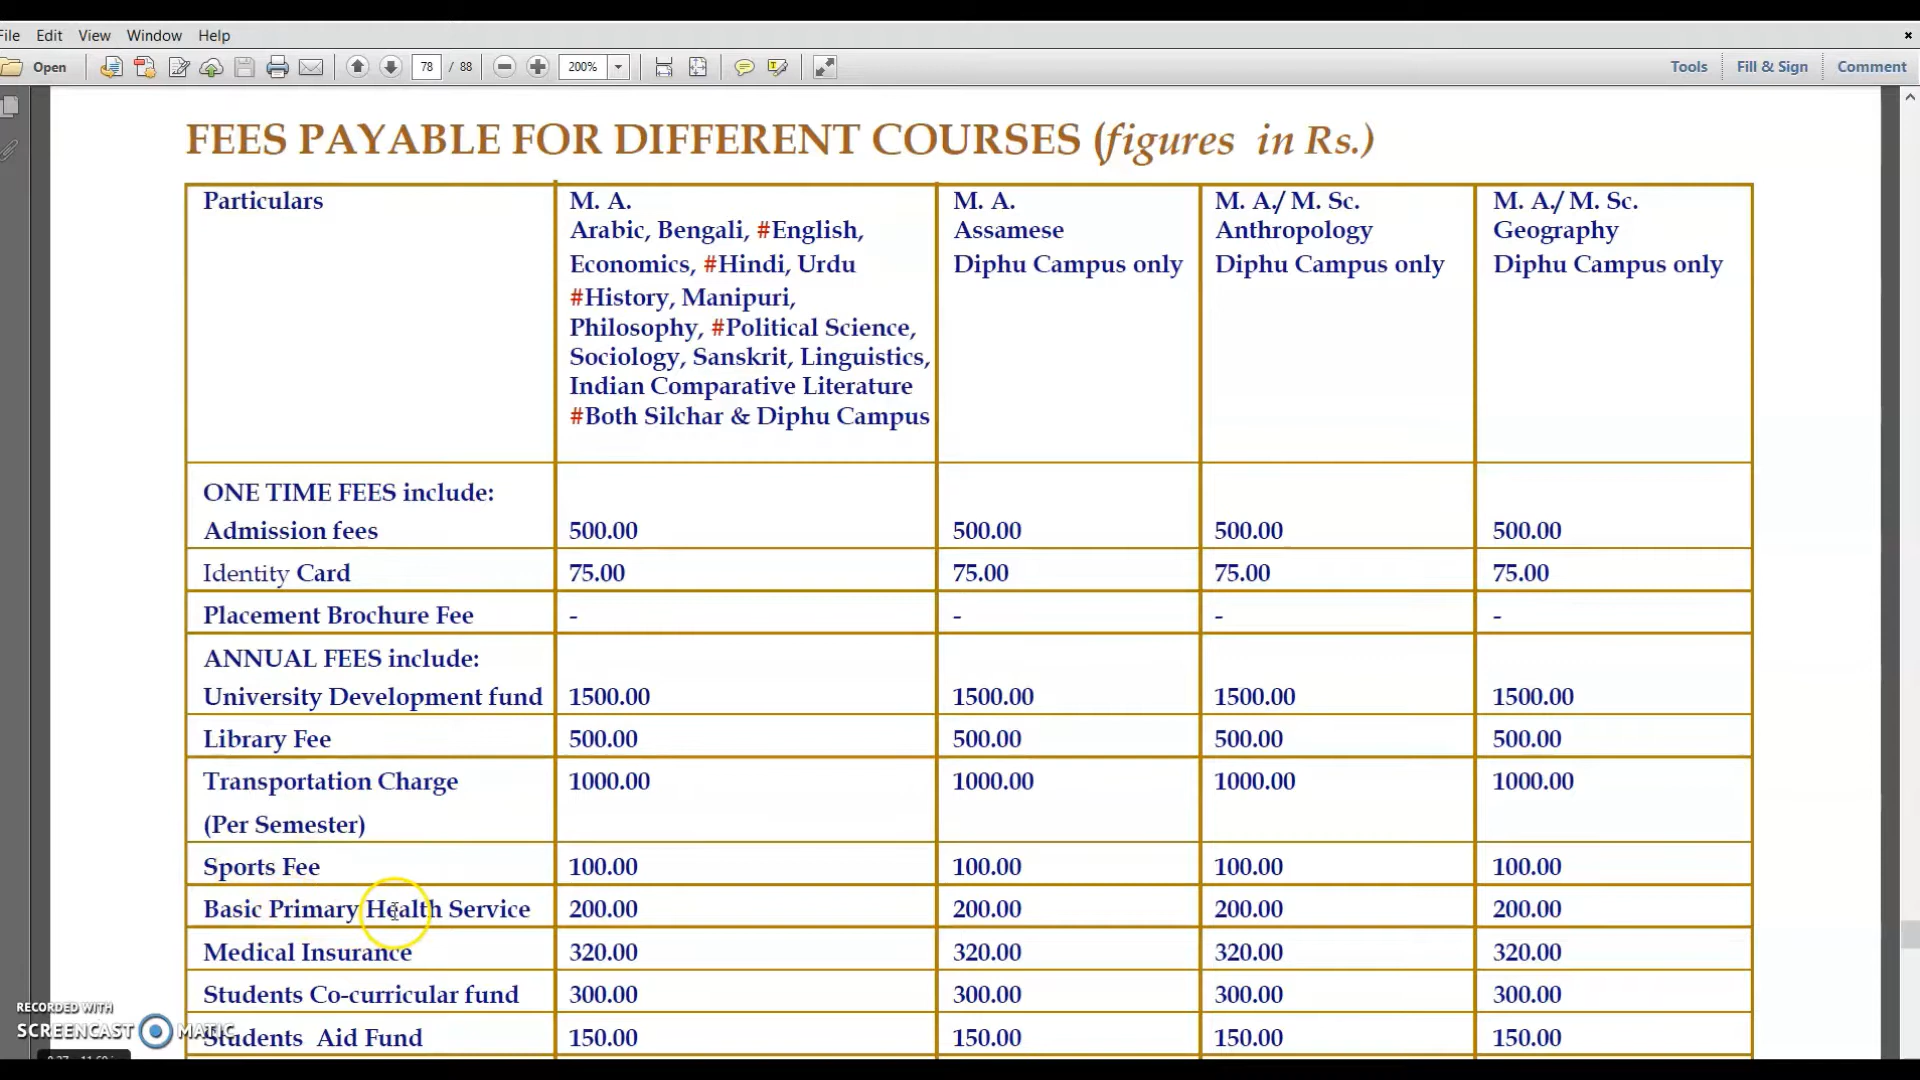 File Edit View Window Help
Open 78 / 88 200% Tools Fill & Sign Comment
FEES PAYABLE FOR DIFFERENT COURSES (figures in Rs.)
Particulars
M. A.
Arabic, Bengali, #English,
Economics, #Hindi, Urdu
#History, Manipuri,
Philosophy, #Political Science,
Sociology, Sanskrit, Linguistics,
Indian Comparative Literature
#Both Silchar & Diphu Campus
M. A.
Assamese
Diphu Campus only
M. A./ M. Sc.
Anthropology
Diphu Campus only
M. A./ M. Sc.
Geography
Diphu Campus only
ONE TIME FEES include:
Admission fees 500.00 500.00 500.00 500.00
Identity Card 75.00 75.00 75.00 75.00
Placement Brochure Fee - - - -
ANNUAL FEES include:
University Development fund 1500.00 1500.00 1500.00 1500.00
Library Fee 500.00 500.00 500.00 500.00
Transportation Charge 1000.00 1000.00 1000.00 1000.00
(Per Semester)
Sports Fee 100.00 100.00 100.00 100.00
Basic Primary Health Service 200.00 200.00 200.00 200.00
Medical Insurance 320.00 320.00 320.00 320.00
Students Co-curricular fund 300.00 300.00 300.00 300.00
RECORDED WITH
SCREENCAST MATIC
Students Aid Fund 150.00 150.00 150.00 150.00